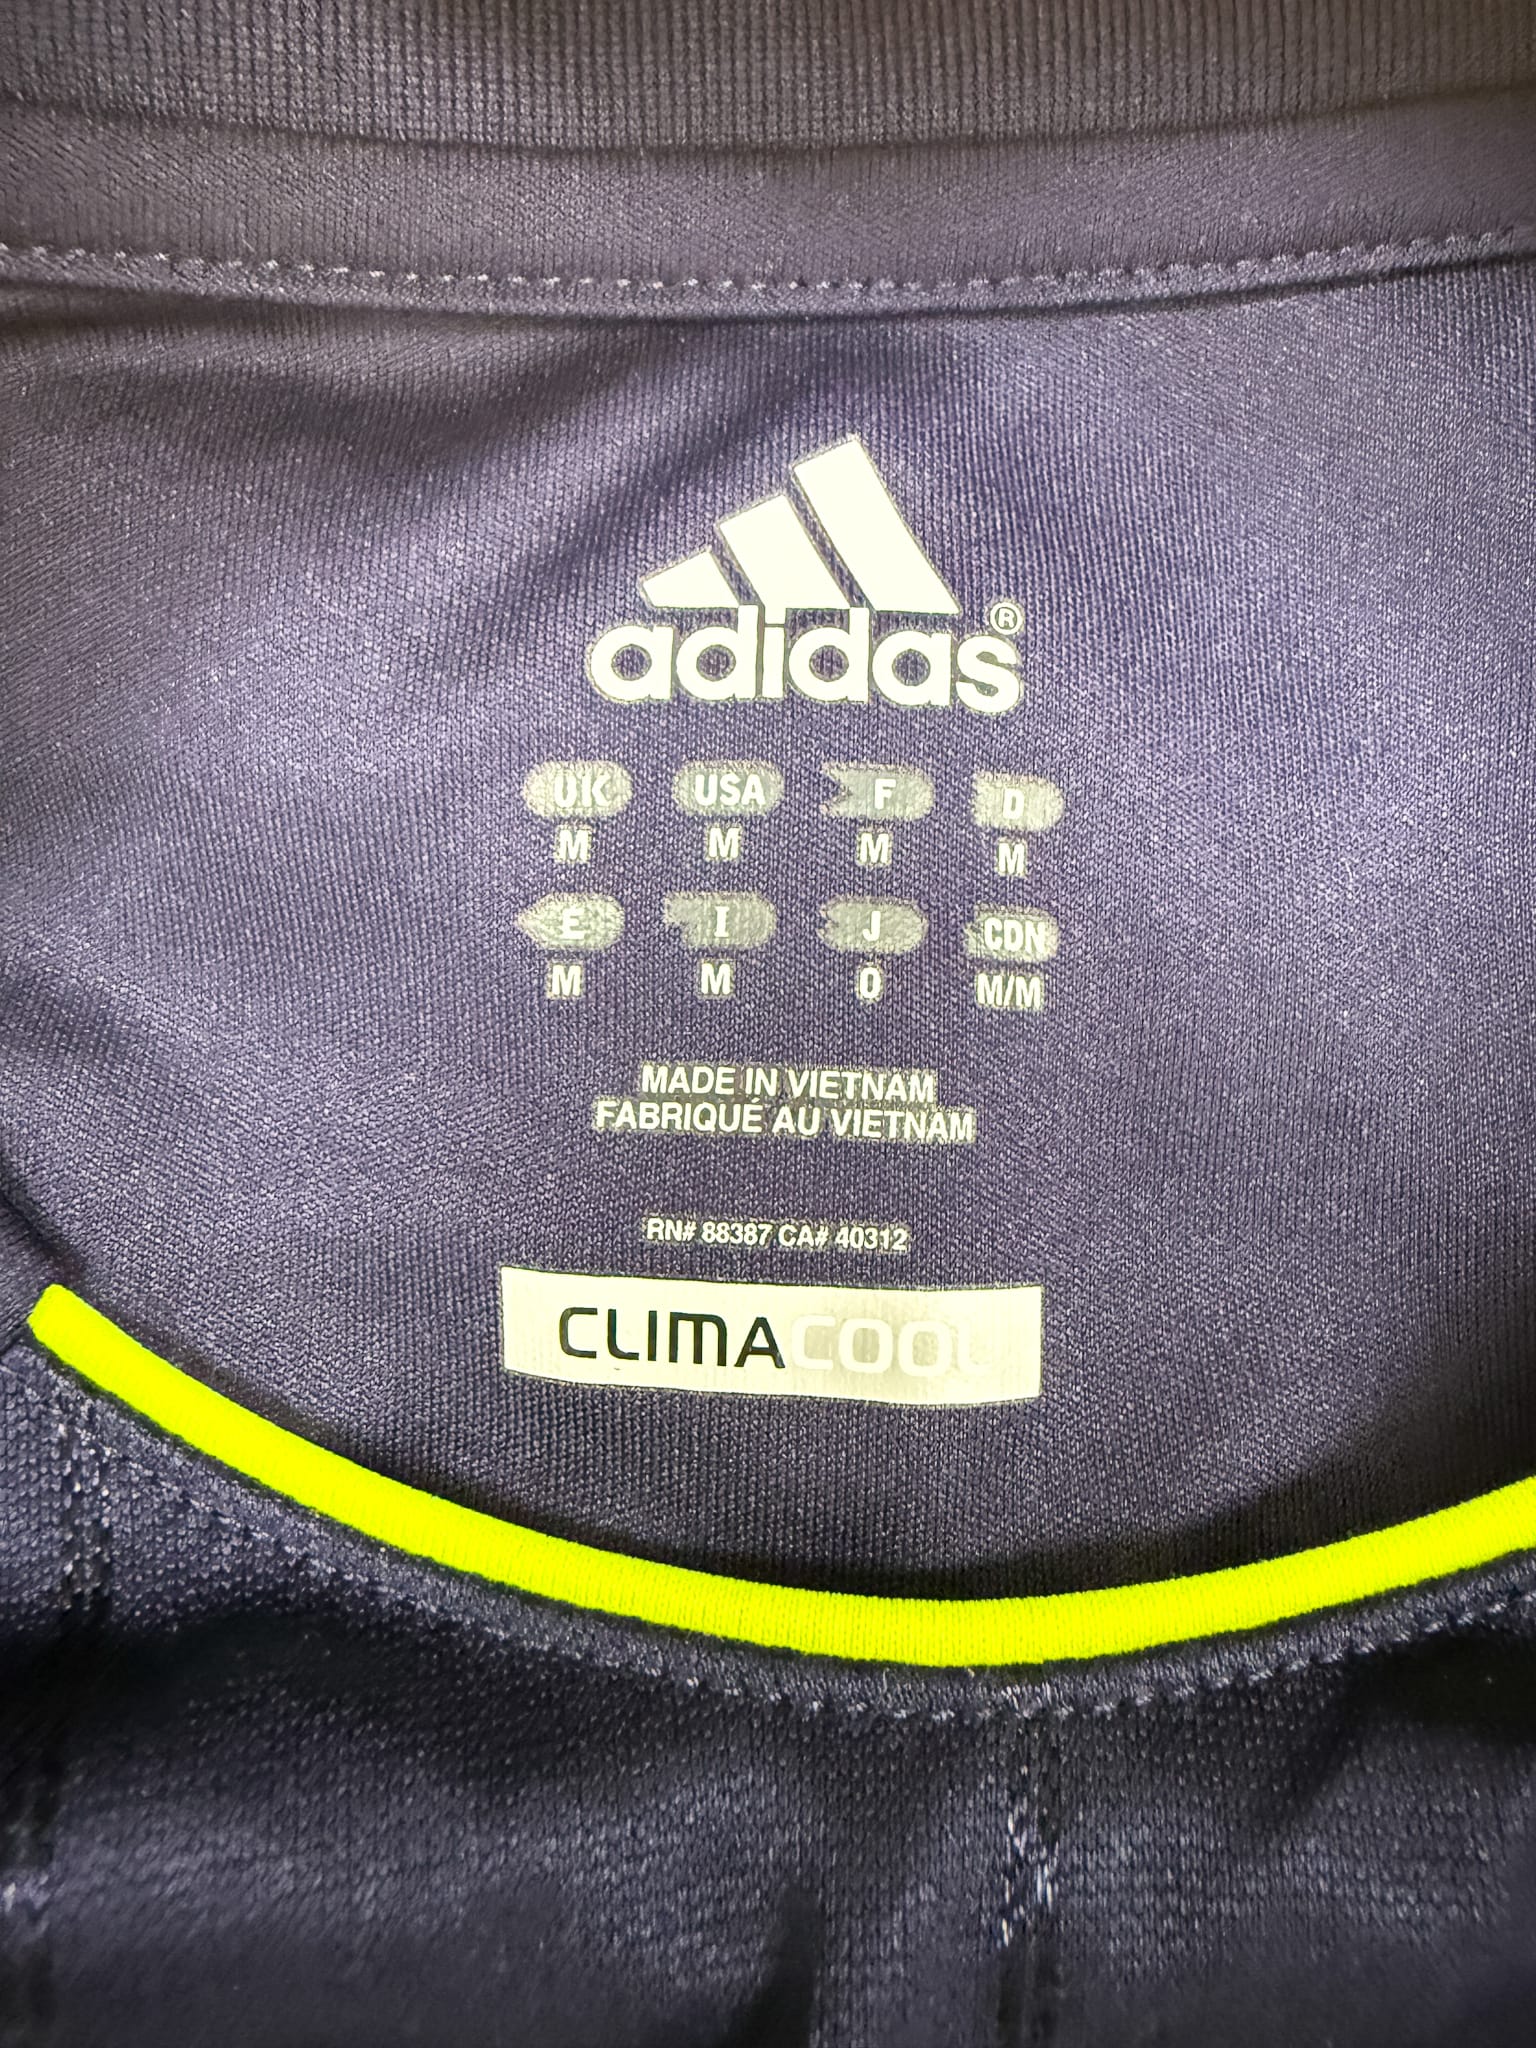 adidas®
UK USA F D
M M M M
E I J CDN
M M O M/M
MADE IN VIETNAM
FABRIQUÉ AU VIETNAM
RN# 88387 CA# 40312
CLIMACOOL